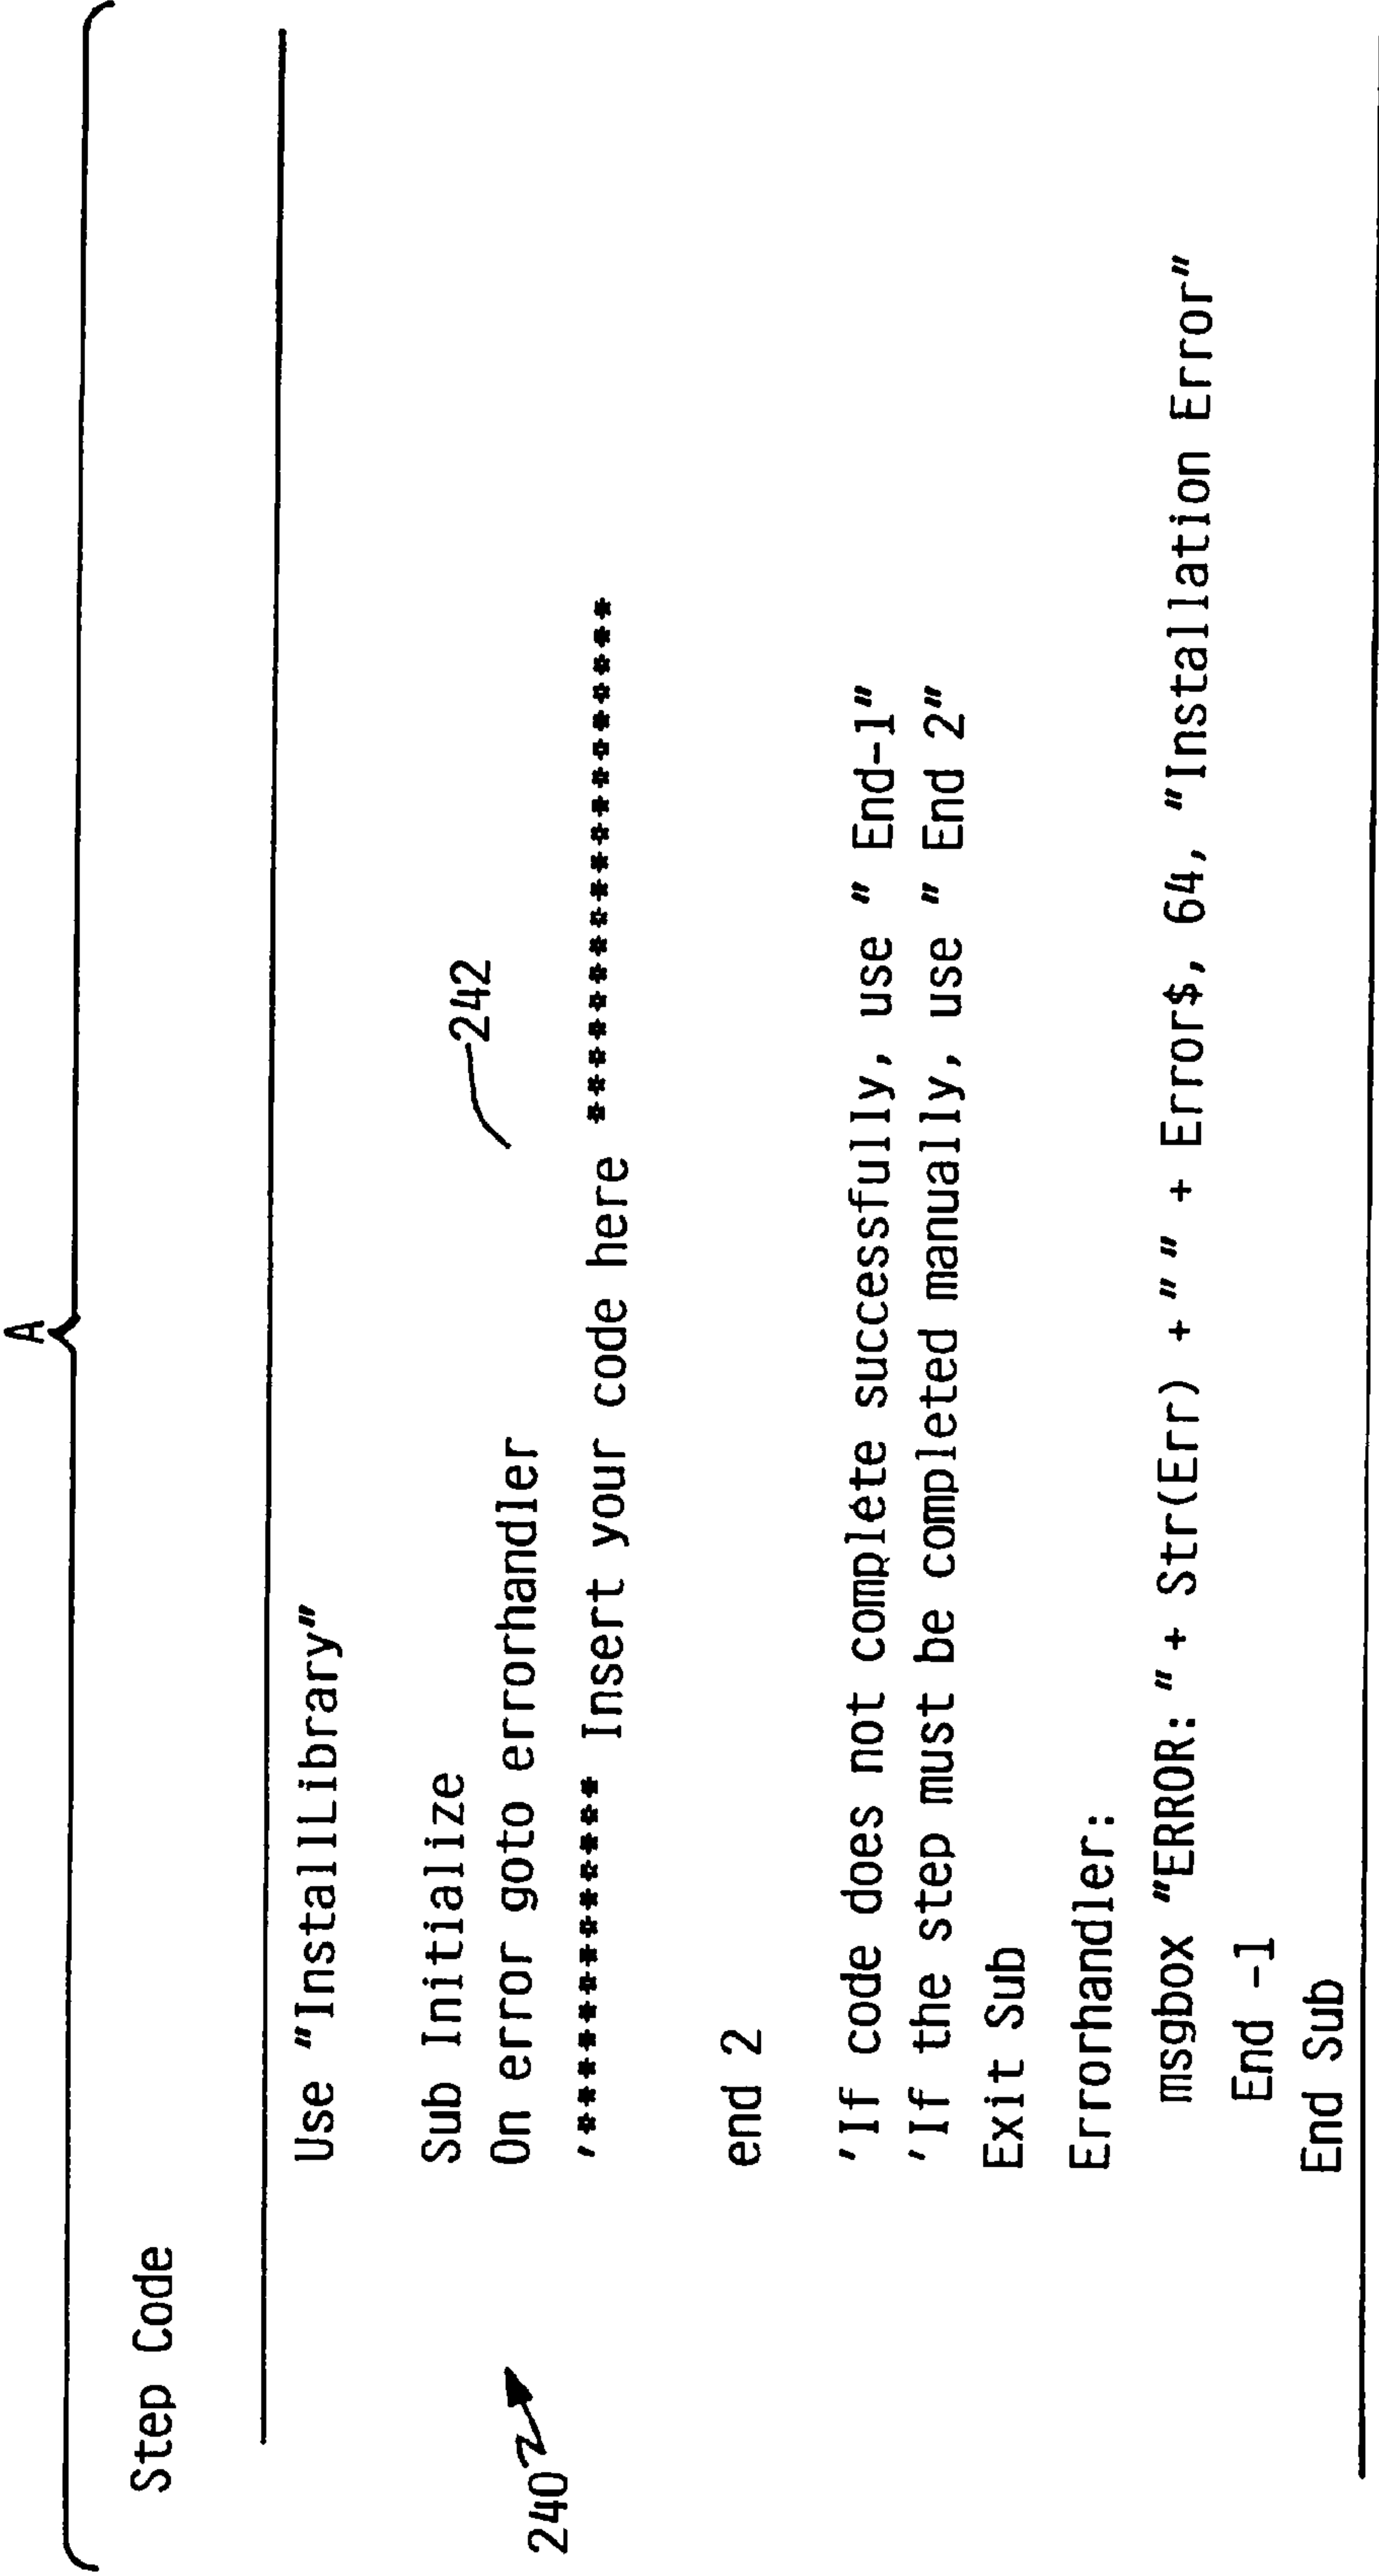 A
Step Code
Use "InstallLibrary"
Sub Initialize
242
240
On error goto errorhandler
'*********** Insert your code here ******************
end 2
'If code does not complete successfully, use " End-1"
'If the step must be completed manually, use " End 2"
Exit Sub
Errorhandler:
msgbox "ERROR: "+ Str(Err) +" " + Error$, 64, "Installation Error"
End -1
End Sub